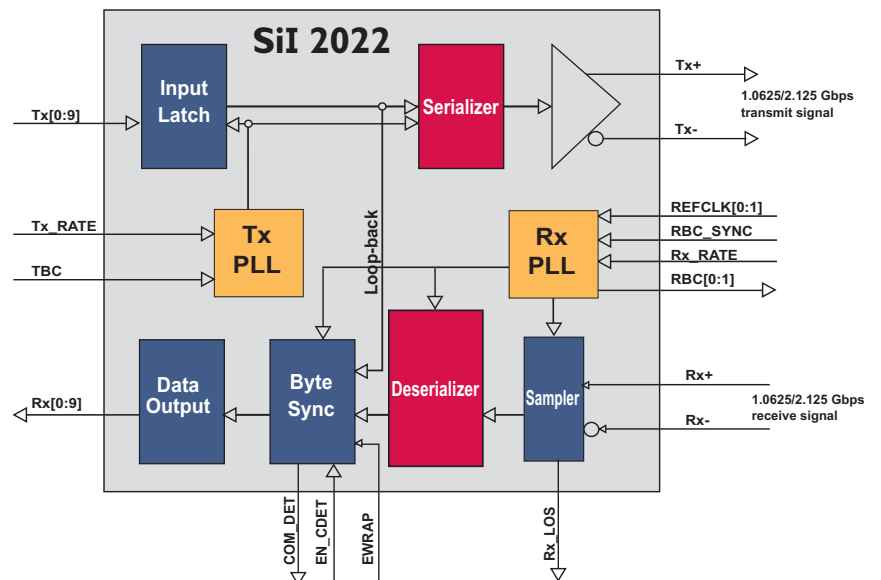 SiI 2022
Input
Latch
Serializer
Tx+
1.0625/2.125 Gbps
transmit signal
Tx-
Tx[0:9]
Tx_RATE
TBC
Tx
PLL
Loop-back
Rx
PLL
REFCLK[0:1]
RBC_SYNC
Rx_RATE
RBC[0:1]
Data
Output
Byte
Sync
Deserializer
Sampler
Rx+
1.0625/2.125 Gbps
receive signal
Rx-
Rx[0:9]
COM_DET
EN_CDET
EWRAP
Rx_LOS